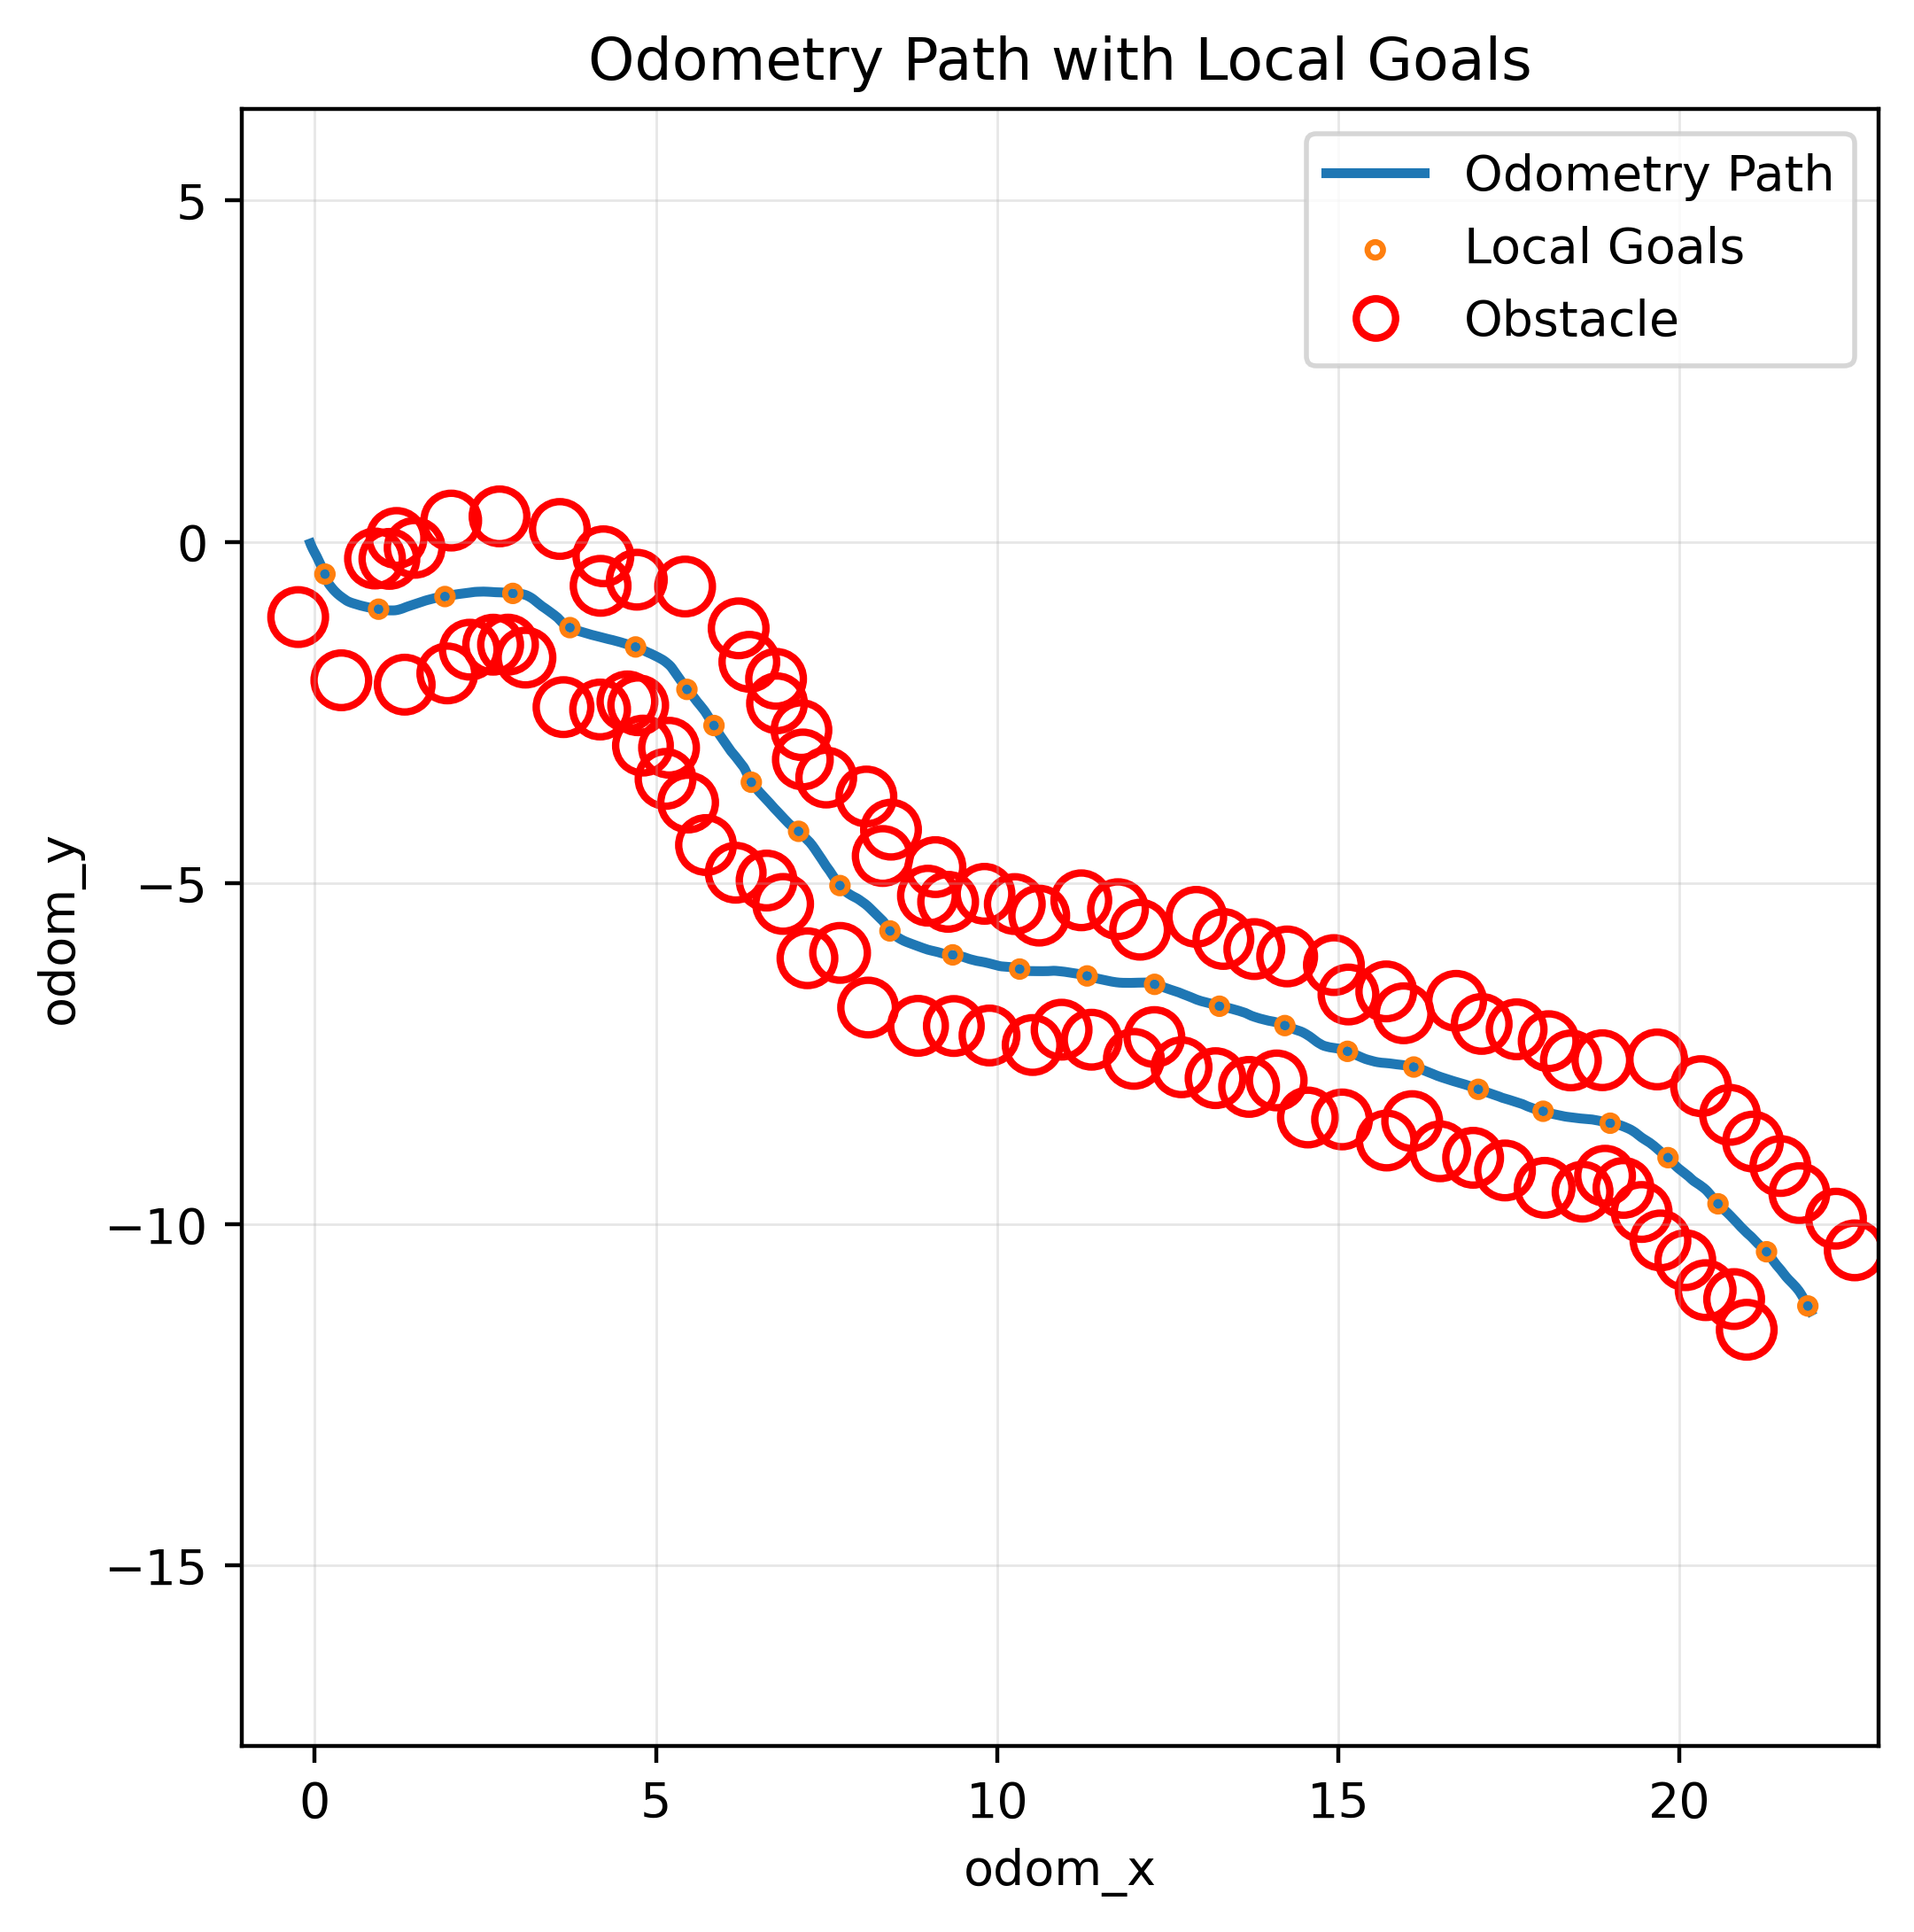 Odometry Path with Local Goals
Odometry Path
Local Goals
Obstacle
5
0
−5
−10
−15
odom_y
0
5
10
15
20
odom_x